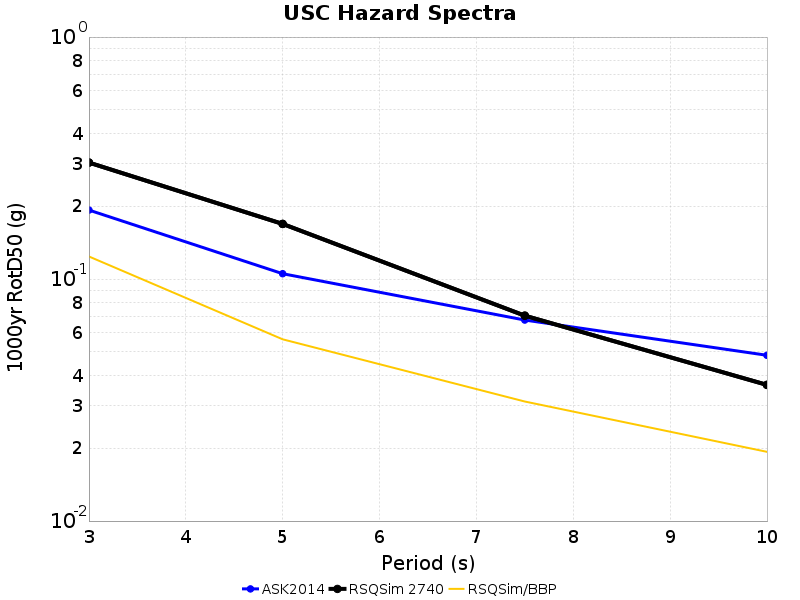 USC Hazard Spectra
10^0
8
6
4
3
2
10^-1
8
6
4
3
2
10^-2
1000yr RotD50 (g)
3 4 5 6 7 8 9 10
Period (s)
ASK2014 RSQSim 2740 RSQSim/BBP